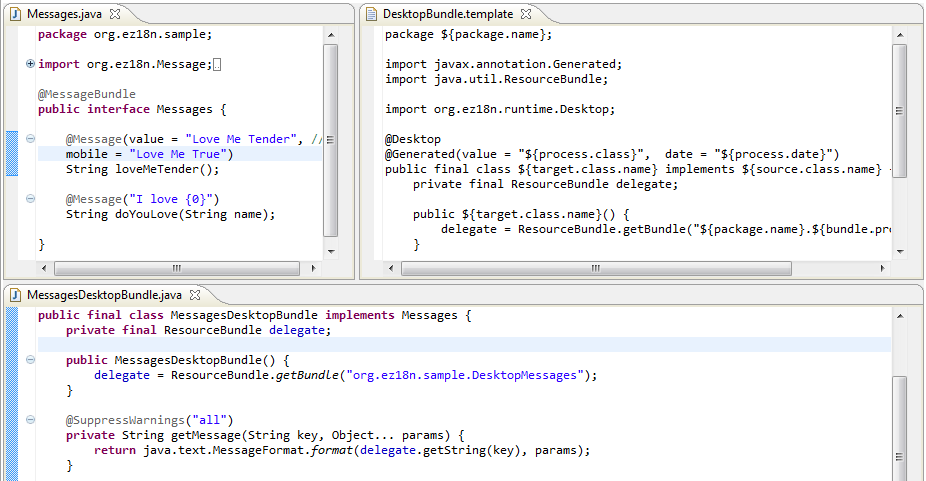 Messages.java
package org.ez18n.sample;
import org.ez18n.Message;
@MessageBundle
public interface Messages {
@Message(value = "Love Me Tender", //
mobile = "Love Me True")
String loveMeTender();
@Message("I love {0}")
String doYouLove(String name);
}
DesktopBundle.template
package ${package.name};
import javax.annotation.Generated;
import java.util.ResourceBundle;
import org.ez18n.runtime.Desktop;
@Desktop
@Generated(value = "${process.class}",  date = "${process.date}")
public final class ${target.class.name} implements ${source.class.name} {
private final ResourceBundle delegate;
public ${target.class.name}() {
delegate = ResourceBundle.getBundle("${package.name}.${bundle.pro
}
MessagesDesktopBundle.java
public final class MessagesDesktopBundle implements Messages {
private final ResourceBundle delegate;
public MessagesDesktopBundle() {
delegate = ResourceBundle.getBundle("org.ez18n.sample.DesktopMessages");
}
@SuppressWarnings("all")
private String getMessage(String key, Object... params) {
return java.text.MessageFormat.format(delegate.getString(key), params);
}